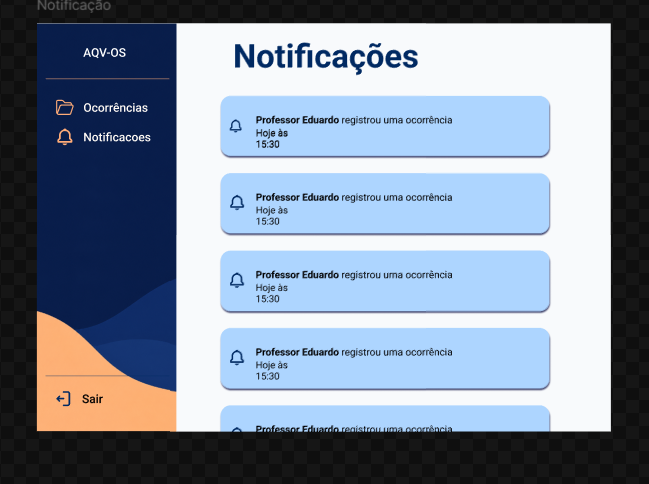 Notificação
AQV-OS
Ocorrências
Notificacoes
Sair
Notificações
Professor Eduardo registrou uma ocorrência
Hoje às
15:30
Professor Eduardo registrou uma ocorrência
Hoje às
15:30
Professor Eduardo registrou uma ocorrência
Hoje às
15:30
Professor Eduardo registrou uma ocorrência
Hoje às
15:30
Professor Eduardo registrou uma ocorrência